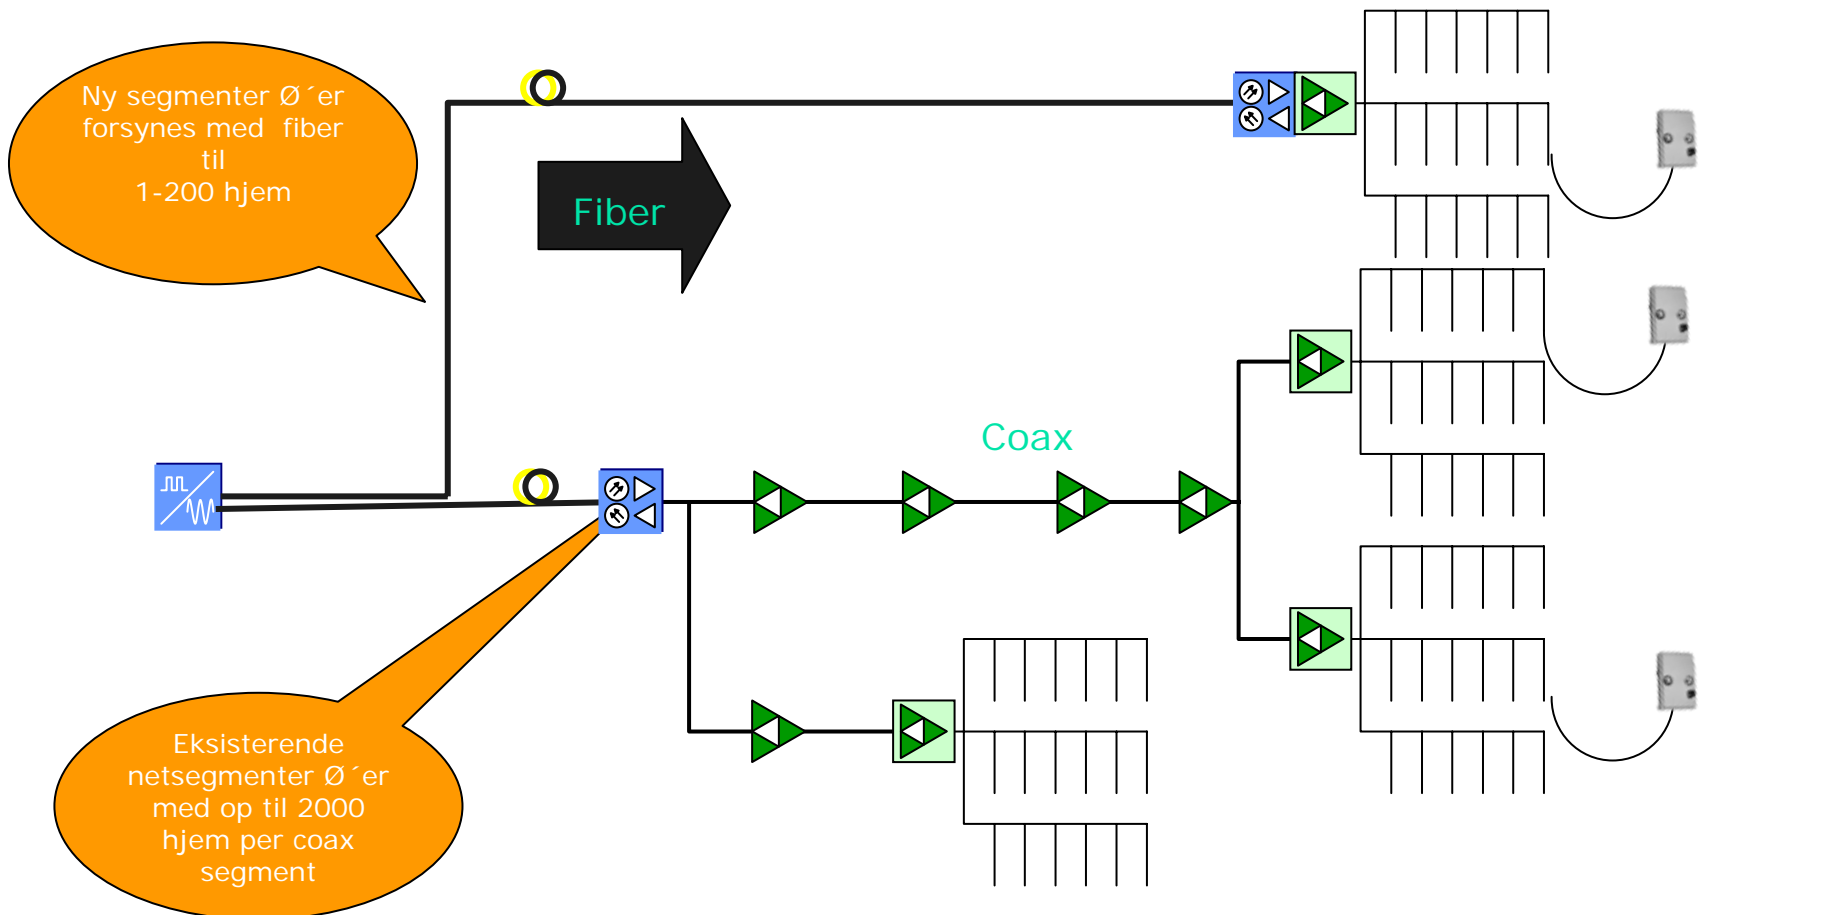 Ny segmenter Ø´er
forsynes med fiber
til
1-200 hjem
Fiber
Coax
Eksisterende
netsegmenter Ø´er
med op til 2000
hjem per coax
segment